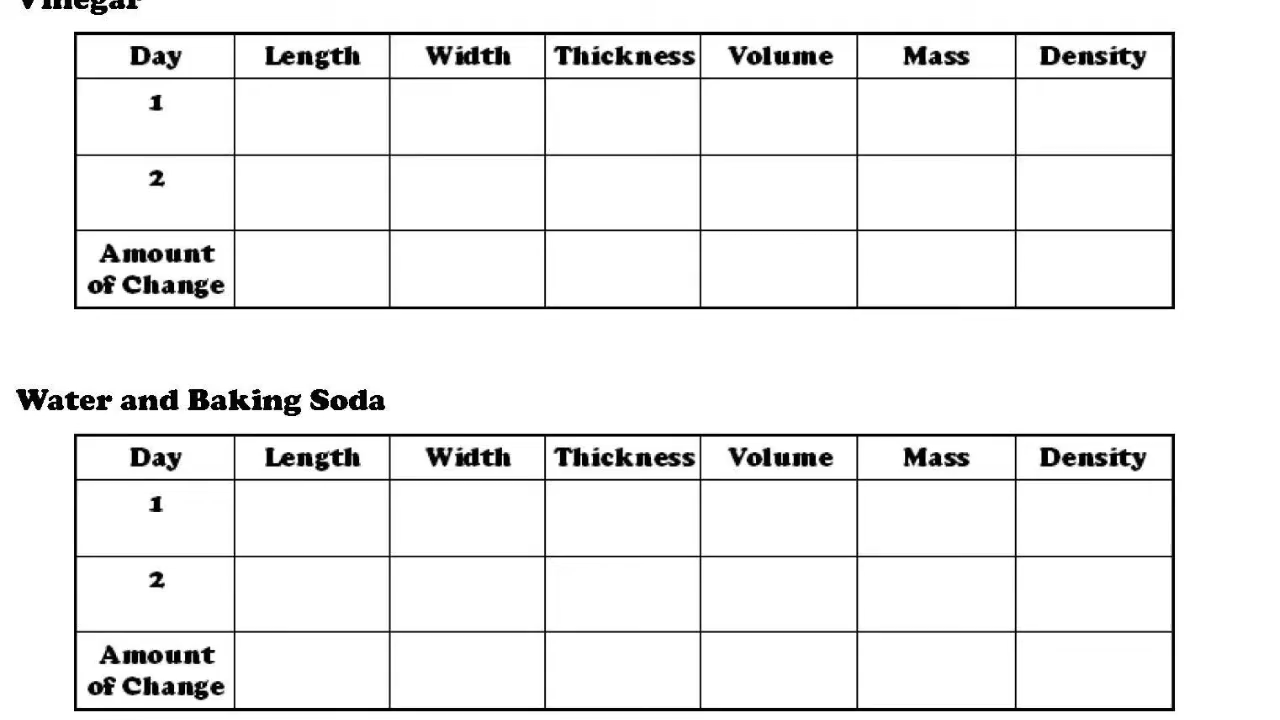 Vinegar
Day Length Width Thickness Volume Mass Density
1
2
Amount
of Change
Water and Baking Soda
Day Length Width Thickness Volume Mass Density
1
2
Amount
of Change